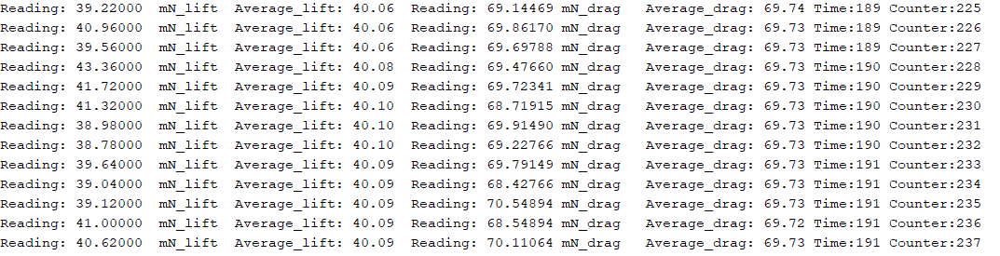 Reading: 39.22000  mN_lift  Average_lift: 40.06  Reading: 69.14469 mN_drag   Average_drag: 69.74 Time:189 Counter:225
Reading: 40.96000  mN_lift  Average_lift: 40.06  Reading: 69.86170 mN_drag   Average_drag: 69.73 Time:189 Counter:226
Reading: 39.56000  mN_lift  Average_lift: 40.06  Reading: 69.69788 mN_drag   Average_drag: 69.73 Time:189 Counter:227
Reading: 43.36000  mN_lift  Average_lift: 40.08  Reading: 69.47660 mN_drag   Average_drag: 69.73 Time:190 Counter:228
Reading: 41.72000  mN_lift  Average_lift: 40.09  Reading: 69.72341 mN_drag   Average_drag: 69.73 Time:190 Counter:229
Reading: 41.32000  mN_lift  Average_lift: 40.10  Reading: 68.71915 mN_drag   Average_drag: 69.73 Time:190 Counter:230
Reading: 38.98000  mN_lift  Average_lift: 40.10  Reading: 69.91490 mN_drag   Average_drag: 69.73 Time:190 Counter:231
Reading: 38.78000  mN_lift  Average_lift: 40.10  Reading: 69.22766 mN_drag   Average_drag: 69.73 Time:190 Counter:232
Reading: 39.64000  mN_lift  Average_lift: 40.09  Reading: 69.79149 mN_drag   Average_drag: 69.73 Time:191 Counter:233
Reading: 39.04000  mN_lift  Average_lift: 40.09  Reading: 68.42766 mN_drag   Average_drag: 69.73 Time:191 Counter:234
Reading: 39.12000  mN_lift  Average_lift: 40.09  Reading: 70.54894 mN_drag   Average_drag: 69.73 Time:191 Counter:235
Reading: 41.00000  mN_lift  Average_lift: 40.09  Reading: 68.54894 mN_drag   Average_drag: 69.72 Time:191 Counter:236
Reading: 40.62000  mN_lift  Average_lift: 40.09  Reading: 70.11064 mN_drag   Average_drag: 69.73 Time:191 Counter:237